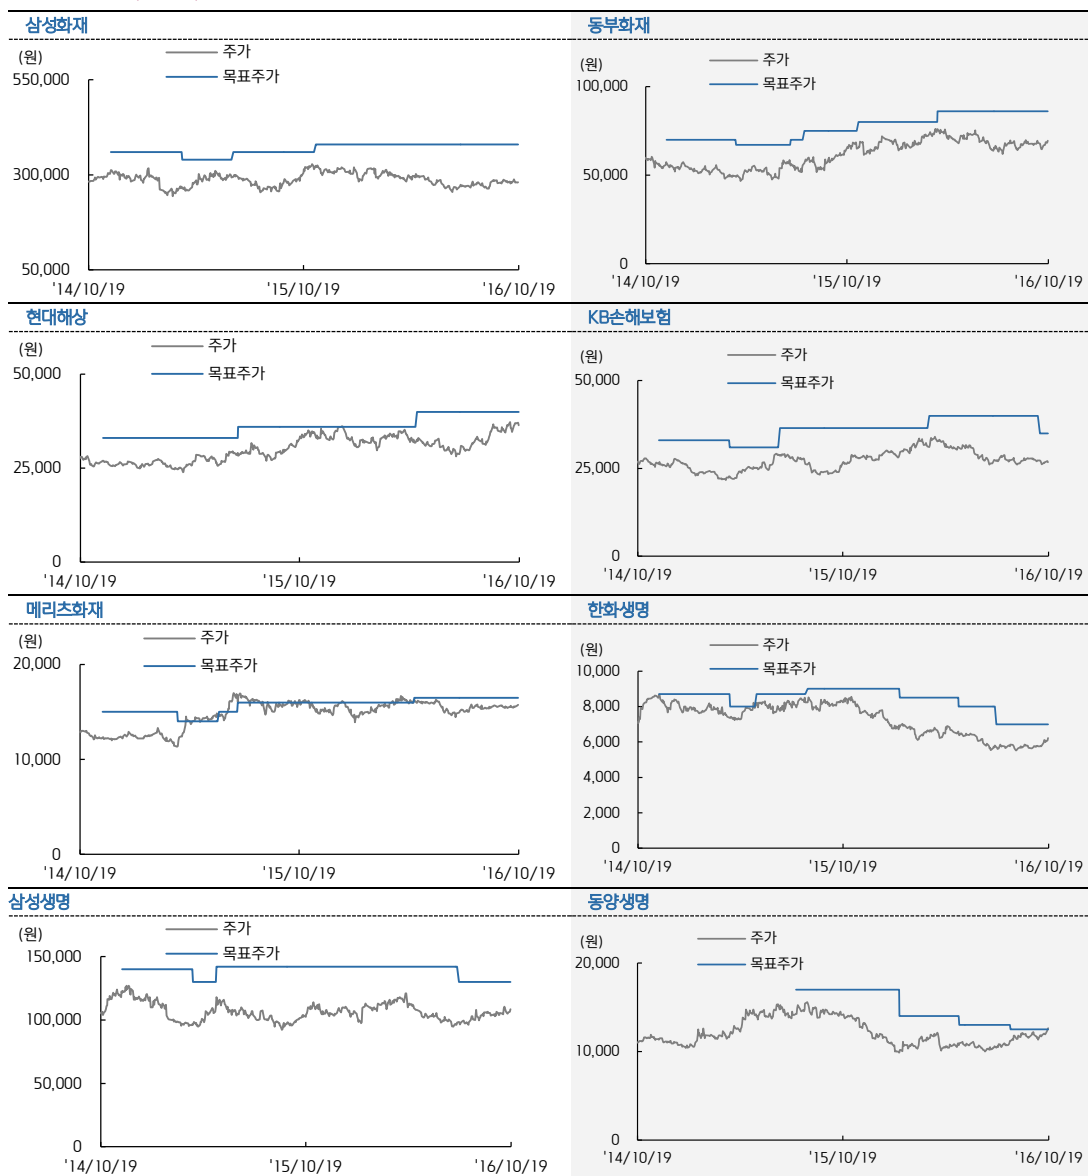 삼성화재
(원)
주가
목표주가
550,000
300,000
50,000
'14/10/19
'15/10/19
'16/10/19
동부화재
(원)
주가
목표주가
100,000
50,000
0
'14/10/19
'15/10/19
'16/10/19
현대해상
(원)
주가
목표주가
50,000
25,000
0
'14/10/19
'15/10/19
'16/10/19
KB손해보험
(원)
주가
목표주가
50,000
25,000
0
'14/10/19
'15/10/19
'16/10/19
메리츠화재
(원)
주가
목표주가
20,000
10,000
0
'14/10/19
'15/10/19
'16/10/19
한화생명
(원)
주가
목표주가
10,000
8,000
6,000
4,000
2,000
0
'14/10/19
'15/10/19
'16/10/19
삼성생명
(원)
주가
목표주가
150,000
100,000
50,000
0
'14/10/19
'15/10/19
'16/10/19
동양생명
(원)
주가
목표주가
20,000
10,000
0
'14/10/19
'15/10/19
'16/10/19